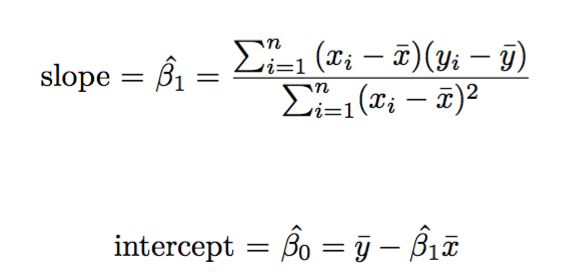 slope = β̂₁ = ∑ⁿᵢ₌₁ (xᵢ − x̄)(yᵢ − ȳ) / ∑ⁿᵢ₌₁ (xᵢ − x̄)²
intercept = β̂₀ = ȳ − β̂₁x̄